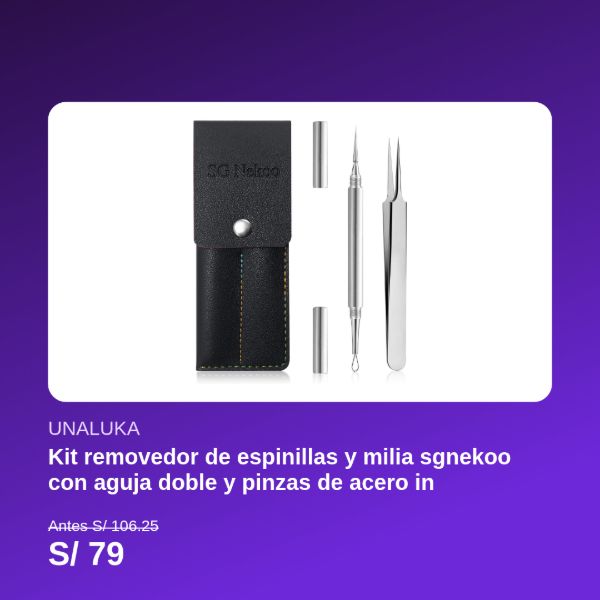 SG Nekoo
UNALUKA
Kit removedor de espinillas y milia sgnekoo
con aguja doble y pinzas de acero in
Antes S/ 106.25
S/ 79